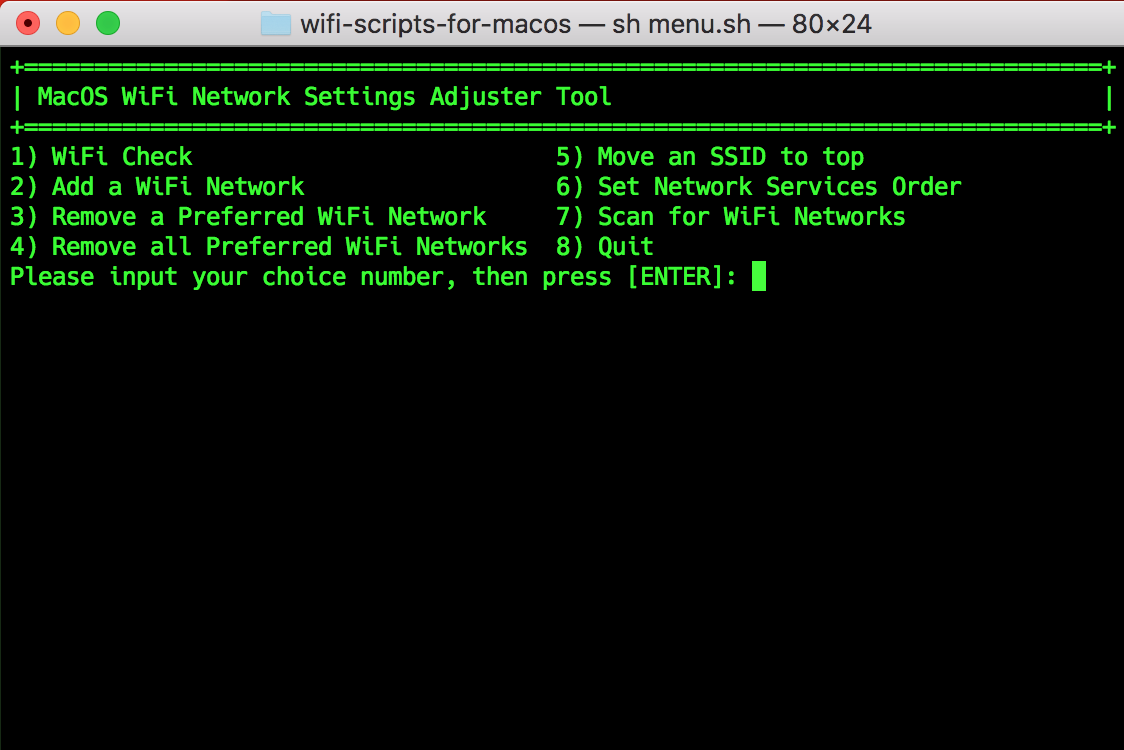 wifi-scripts-for-macos — sh menu.sh — 80×24
+=============================================================================+
| MacOS WiFi Network Settings Adjuster Tool                                   |
+=============================================================================+
1) WiFi Check                          5) Move an SSID to top
2) Add a WiFi Network                  6) Set Network Services Order
3) Remove a Preferred WiFi Network     7) Scan for WiFi Networks
4) Remove all Preferred WiFi Networks  8) Quit
Please input your choice number, then press [ENTER]: